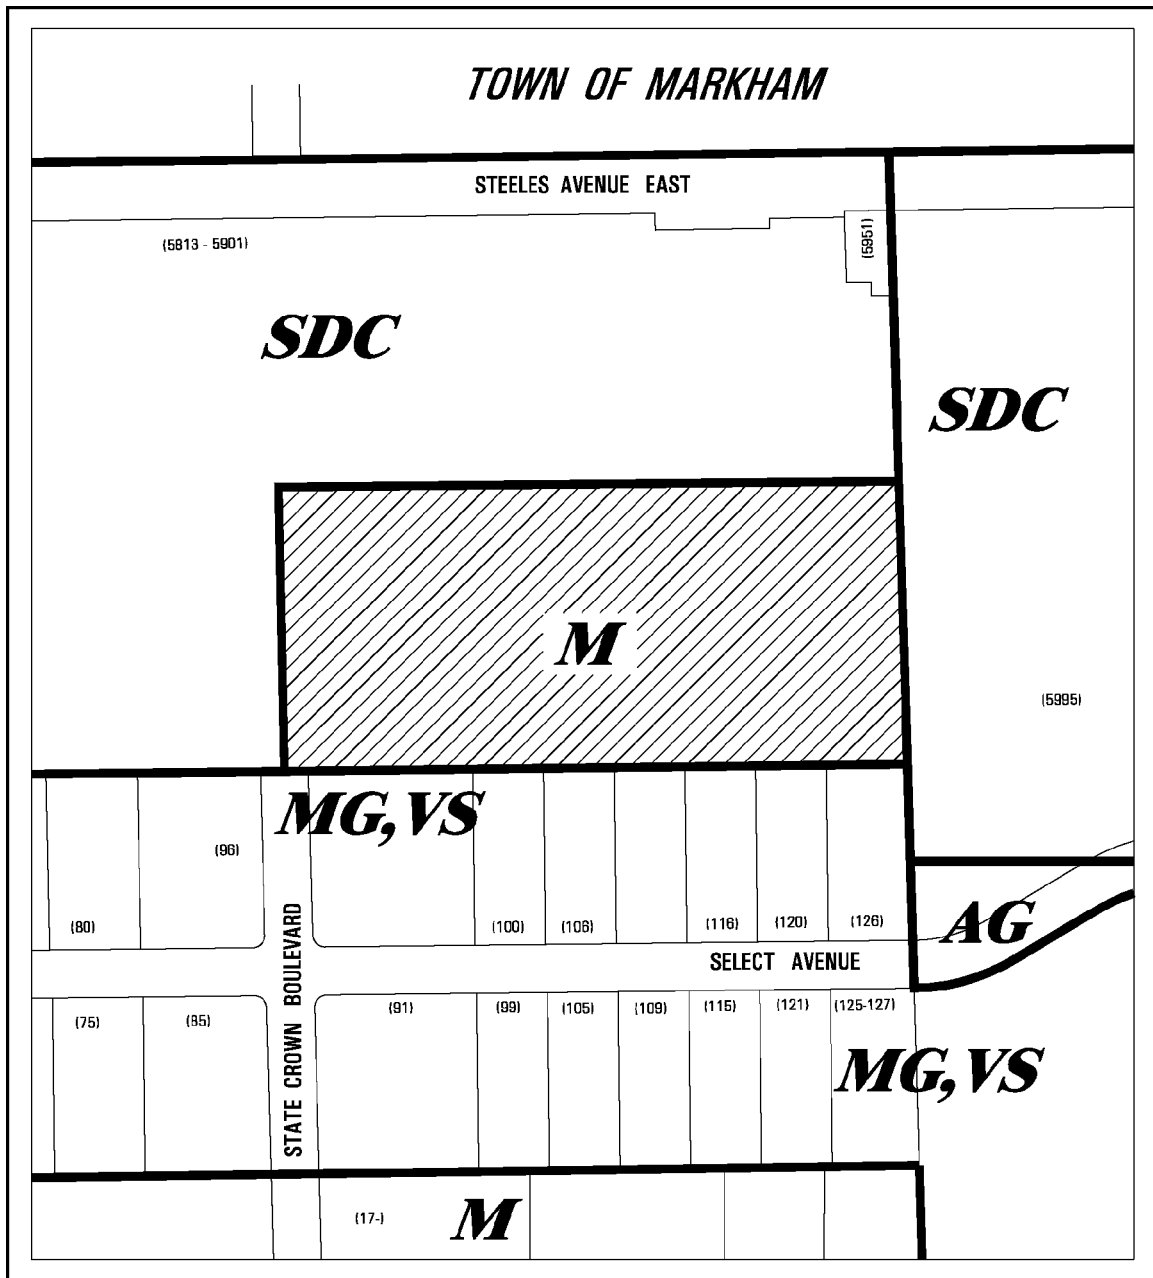 TOWN OF MARKHAM
STEELES AVENUE EAST
(5813 - 5901)
(5951)
SDC
SDC
M
(5995)
MG,VS
(96)
(80)
(100)
(106)
(116)
(120)
(126)
AG
STATE CROWN BOULEVARD
SELECT AVENUE
(75)
(85)
(91)
(99)
(105)
(109)
(115)
(121)
(125-127)
MG,VS
(17-)
M